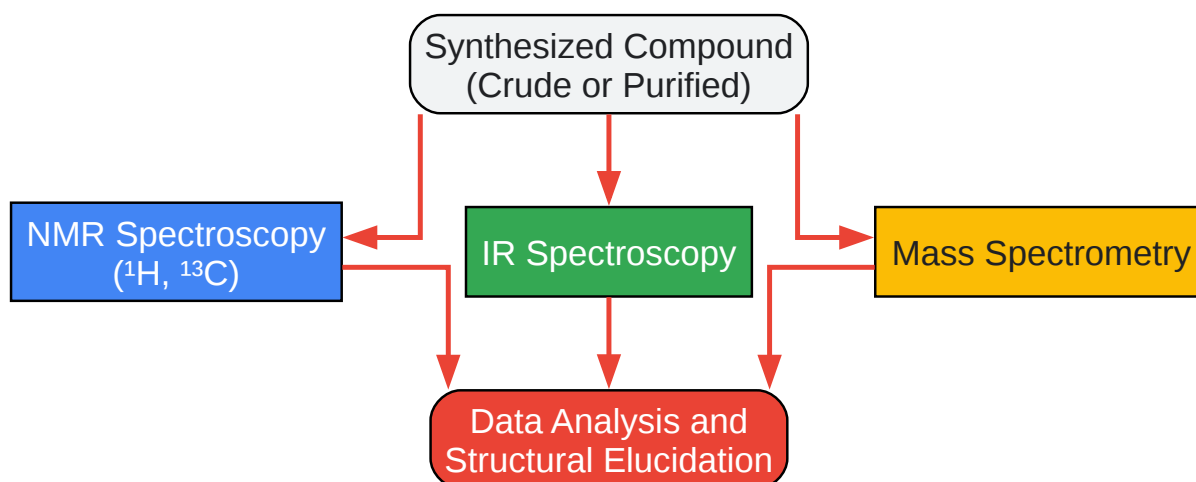 Synthesized Compound
(Crude or Purified)
NMR Spectroscopy
(¹H, ¹³C)
IR Spectroscopy
Mass Spectrometry
Data Analysis and
Structural Elucidation